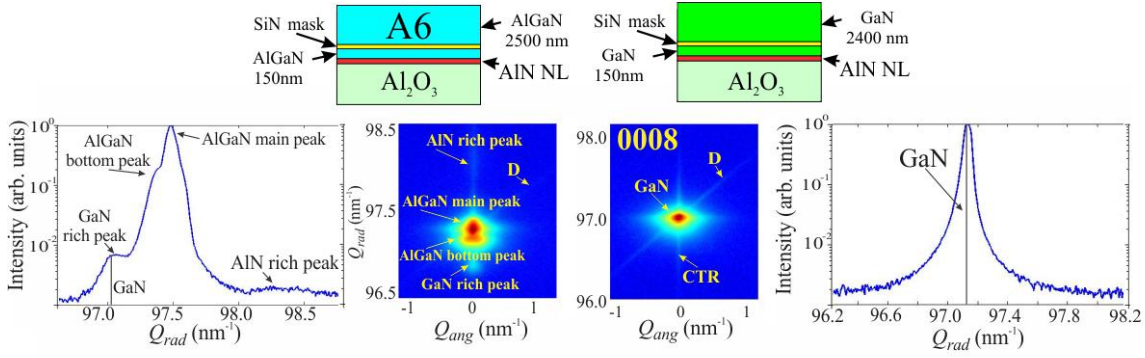 SiN mask
AlGaN
150nm
A6
Al2O3
AlGaN
2500 nm
AlN NL
SiN mask
GaN
150nm
Al2O3
GaN
2400 nm
AlN NL
Intensity (arb. units)
10^0
10^-1
10^-2
AlGaN
bottom peak
AlGaN main peak
GaN
rich peak
GaN
AlN rich peak
97.0 97.5 98.0 98.5
Q_rad (nm^-1)
98.5
97.5
96.5
Q_rad (nm^-1)
AlN rich peak
D
AlGaN main peak
AlGaN bottom peak
GaN rich peak
-1 0 1
Q_ang (nm^-1)
98.0
97.0
96.0
0008
D
GaN
CTR
-1 0 1
Q_ang (nm^-1)
Intensity (arb. units)
10^0
10^-1
10^-2
GaN
96.2 96.6 97.0 97.4 97.8 98.2
Q_rad (nm^-1)